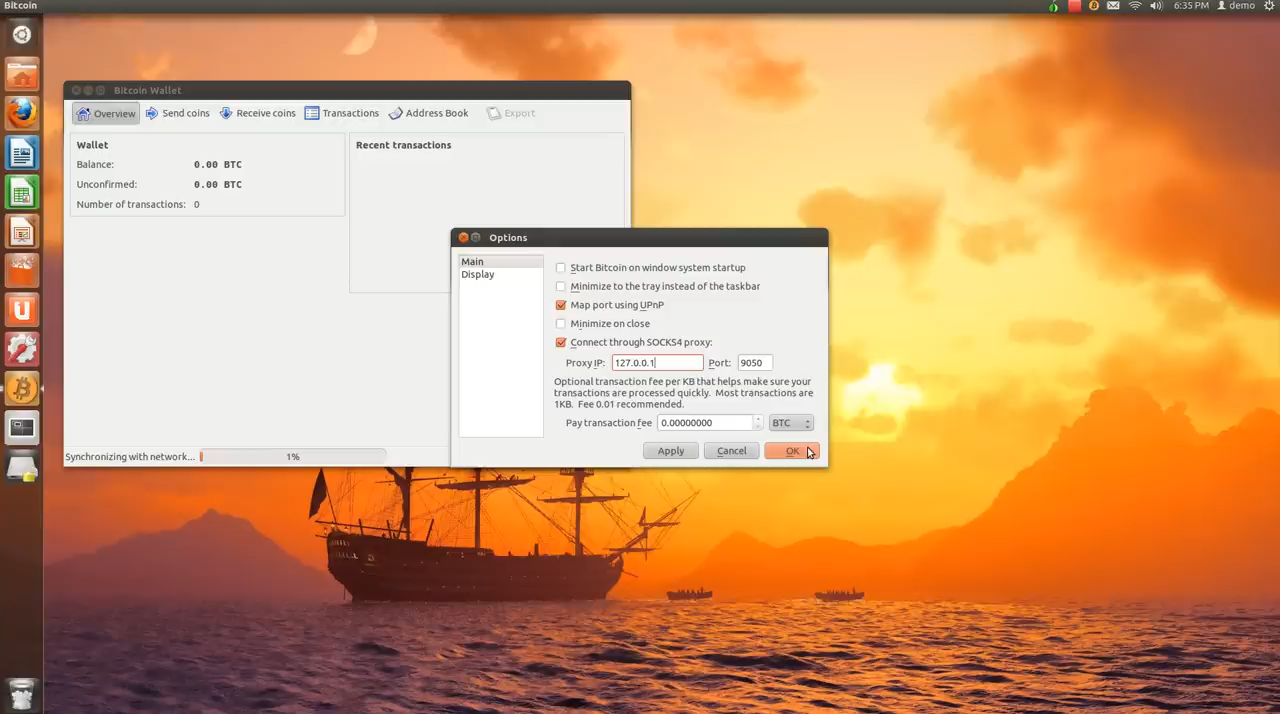 Bitcoin
6:35 PM
demo
Bitcoin Wallet
Overview
Send coins
Receive coins
Transactions
Address Book
Export
Wallet
Balance: 0.00 BTC
Unconfirmed: 0.00 BTC
Number of transactions: 0
Recent transactions
Options
Main
Display
Start Bitcoin on window system startup
Minimize to the tray instead of the taskbar
Map port using UPnP
Minimize on close
Connect through SOCKS4 proxy:
Proxy IP: 127.0.0.1 Port: 9050
Optional transaction fee per KB that helps make sure your
transactions are processed quickly. Most transactions are
1KB. Fee 0.01 recommended.
Pay transaction fee 0.00000000 BTC
Apply Cancel OK
Synchronizing with network... 1%